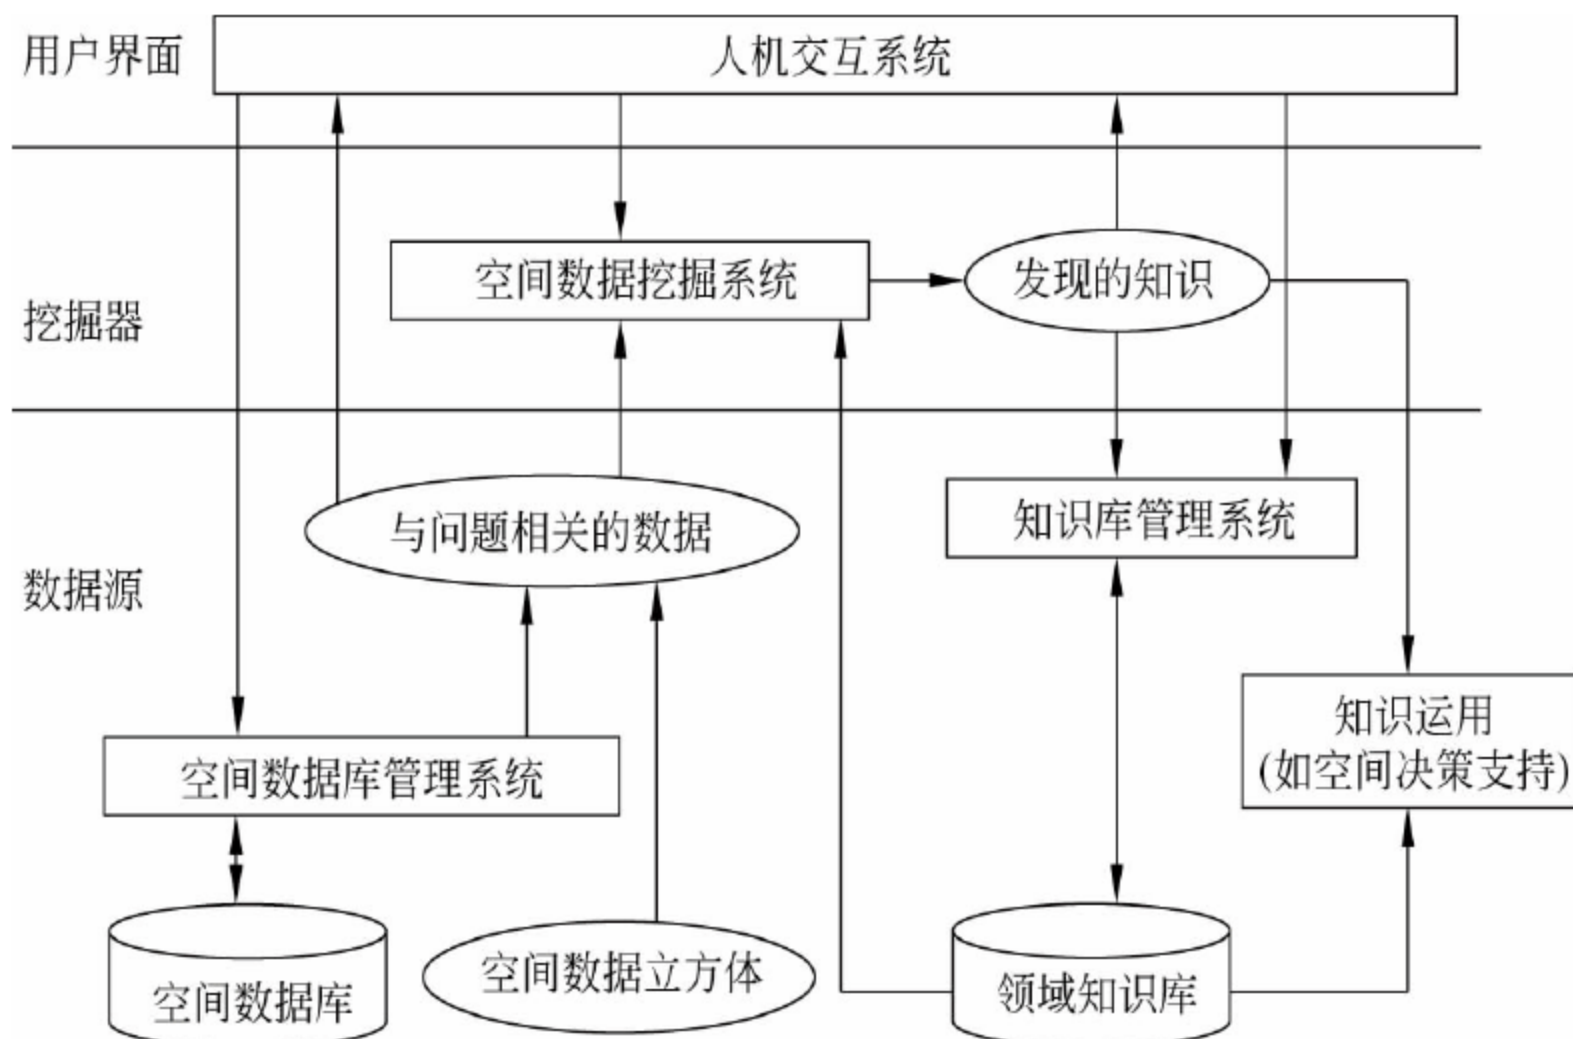 用户界面
人机交互系统
空间数据挖掘系统
发现的知识
挖掘器
与问题相关的数据
知识库管理系统
数据源
知识运用
(如空间决策支持)
空间数据库管理系统
空间数据库
空间数据立方体
领域知识库